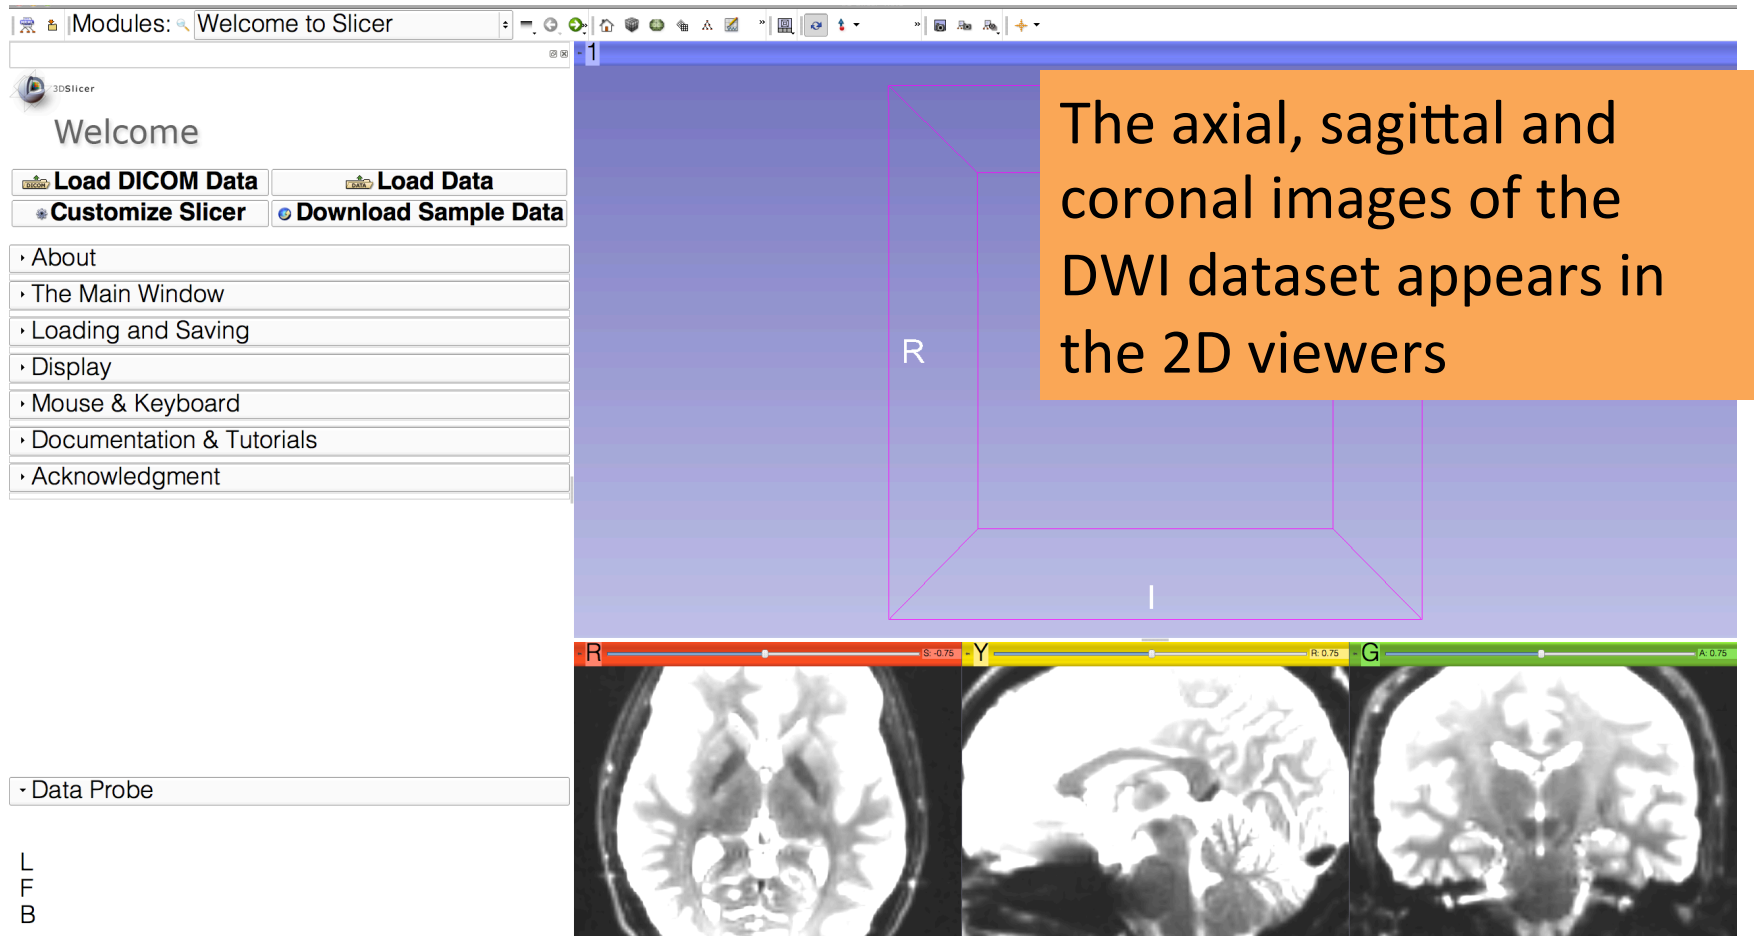 Modules: Welcome to Slicer
1
3DSlicer
Welcome
DICOM Load DICOM Data
DATA Load Data
Customize Slicer
Download Sample Data
About
The Main Window
Loading and Saving
Display
Mouse & Keyboard
Documentation & Tutorials
Acknowledgment
Data Probe
L
F
B
The axial, sagittal and
coronal images of the
DWI dataset appears in
the 2D viewers
R
I
R S: -0.75
Y R: 0.75
G A: 0.75